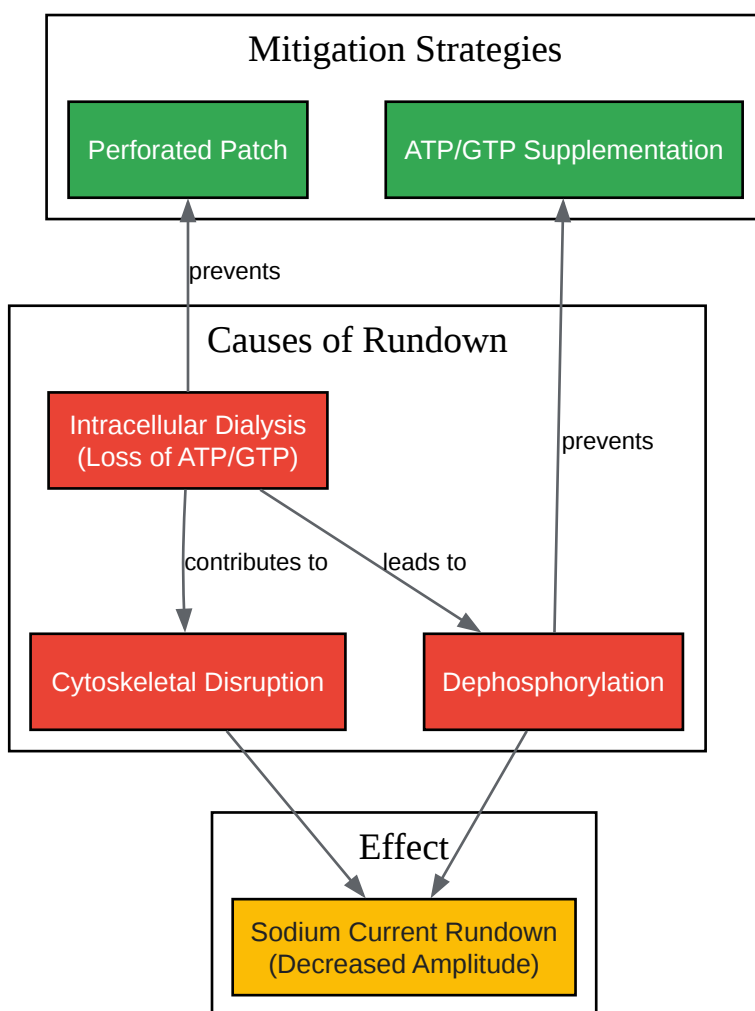 Mitigation Strategies
Perforated Patch
ATP/GTP Supplementation
prevents
Causes of Rundown
Intracellular Dialysis
(Loss of ATP/GTP)
prevents
contributes to
leads to
Cytoskeletal Disruption
Dephosphorylation
Effect
Sodium Current Rundown
(Decreased Amplitude)